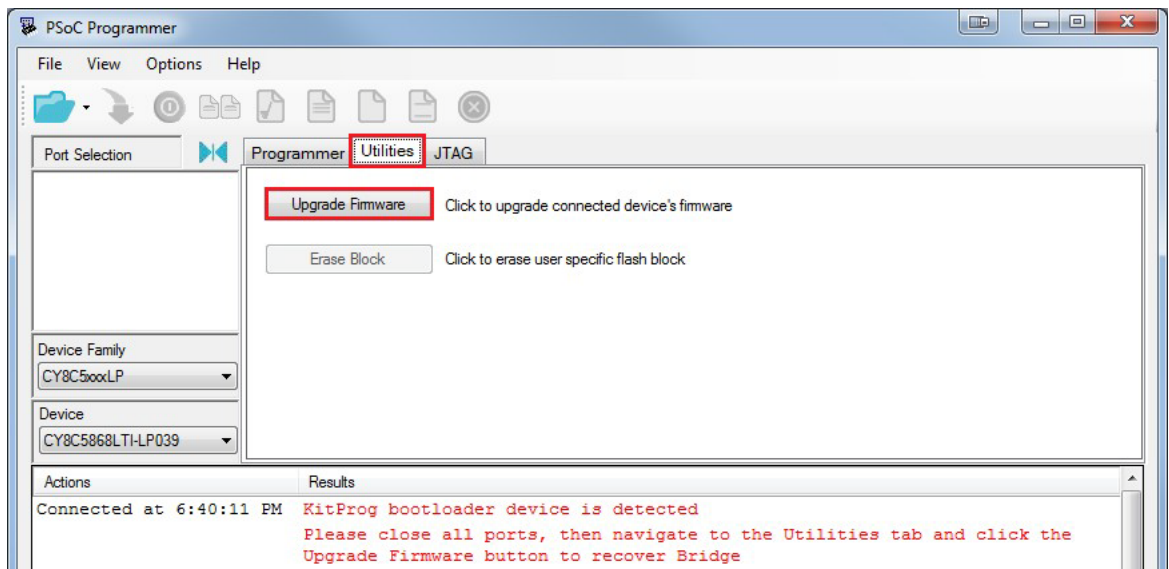 PSoC Programmer
File View Options Help
Port Selection
Programmer Utilities JTAG
Upgrade Firmware Click to upgrade connected device's firmware
Erase Block Click to erase user specific flash block
Device Family
CY8C5xxxLP
Device
CY8C5868LTI-LP039
Actions Results
Connected at 6:40:11 PM KitProg bootloader device is detected
Please close all ports, then navigate to the Utilities tab and click the
Upgrade Firmware button to recover Bridge